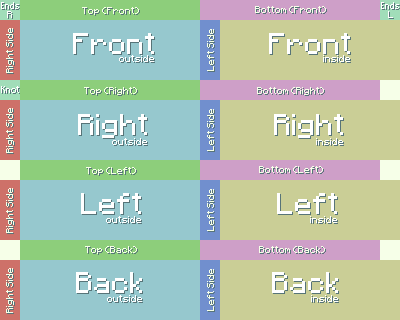 Ends R
Top (Front)
Bottom (Front)
Ends L
Right Side
Front
outside
Left Side
Front
inside
Knot
Top (Right)
Bottom (Right)
Right Side
Right
outside
Left Side
Right
inside
Top (Left)
Bottom (Left)
Right Side
Left
outside
Left Side
Left
inside
Top (Back)
Bottom (Back)
Right Side
Back
outside
Left Side
Back
inside